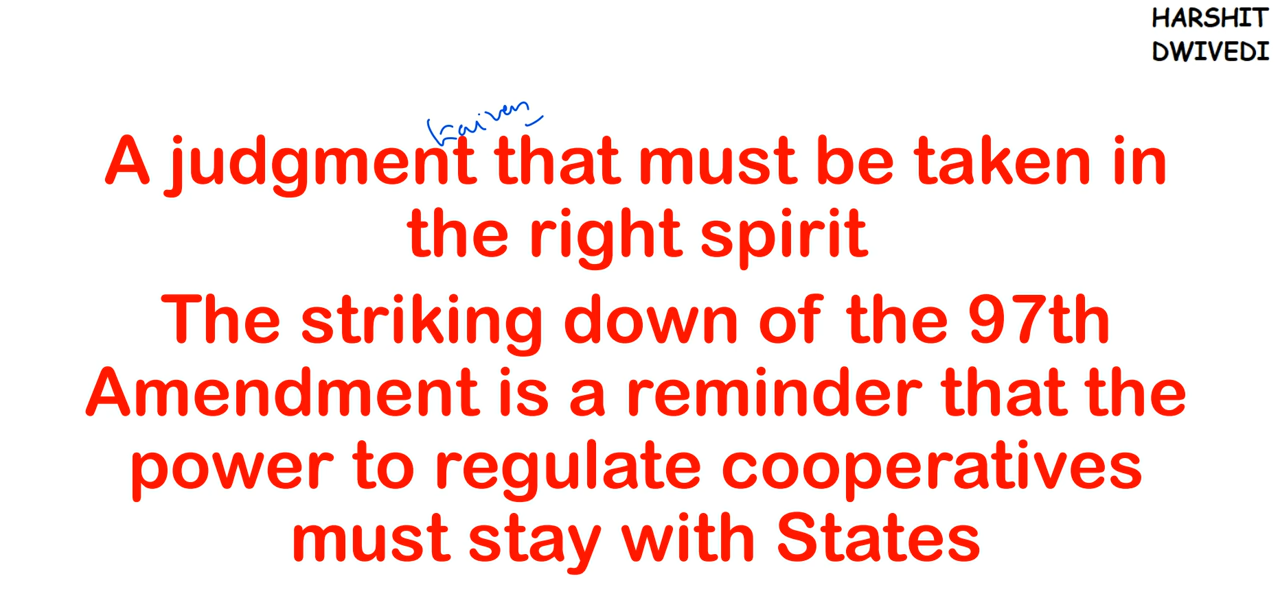 HARSHIT
DWIVEDI
A judgment that must be taken in
the right spirit
The striking down of the 97th
Amendment is a reminder that the
power to regulate cooperatives
must stay with States